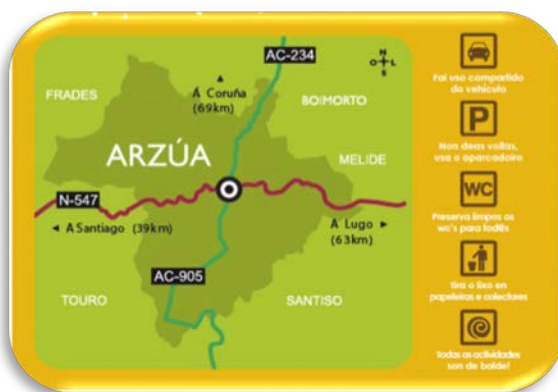 AC-234
N
O L
S
FRADES
A Coruña
(69km)
BOIMORTO
ARZÚA
MELIDE
N-547
A Santiago (39km)
A Lugo
(63km)
AC-905
TOURO
SANTISO
Fai uso compartido
do vehículo
P
Non deas voltas,
usa o aparcadoiro
WC
Preserva limpos os
wc's para tod@s
Tira o lixo en
papeleiras e colectores
Todas as actividades
son de balde!